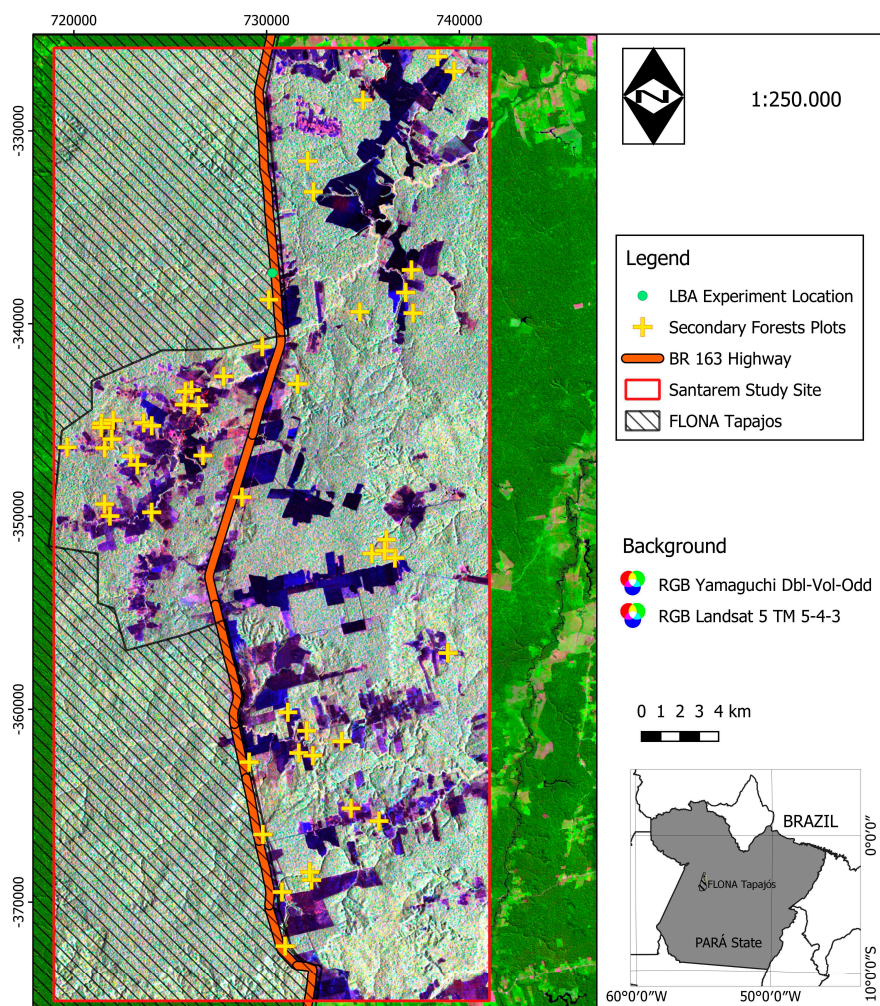 720000 730000 740000
-330000
-340000
-350000
-360000
-370000
N
1:250.000
Legend
LBA Experiment Location
Secondary Forests Plots
BR 163 Highway
Santarem Study Site
FLONA Tapajos
Background
RGB Yamaguchi Dbl-Vol-Odd
RGB Landsat 5 TM 5-4-3
0 1 2 3 4 km
BRAZIL
FLONA Tapajós
PARÁ State
0°0'0"
10°0'0"S
60°0'0"W 50°0'0"W